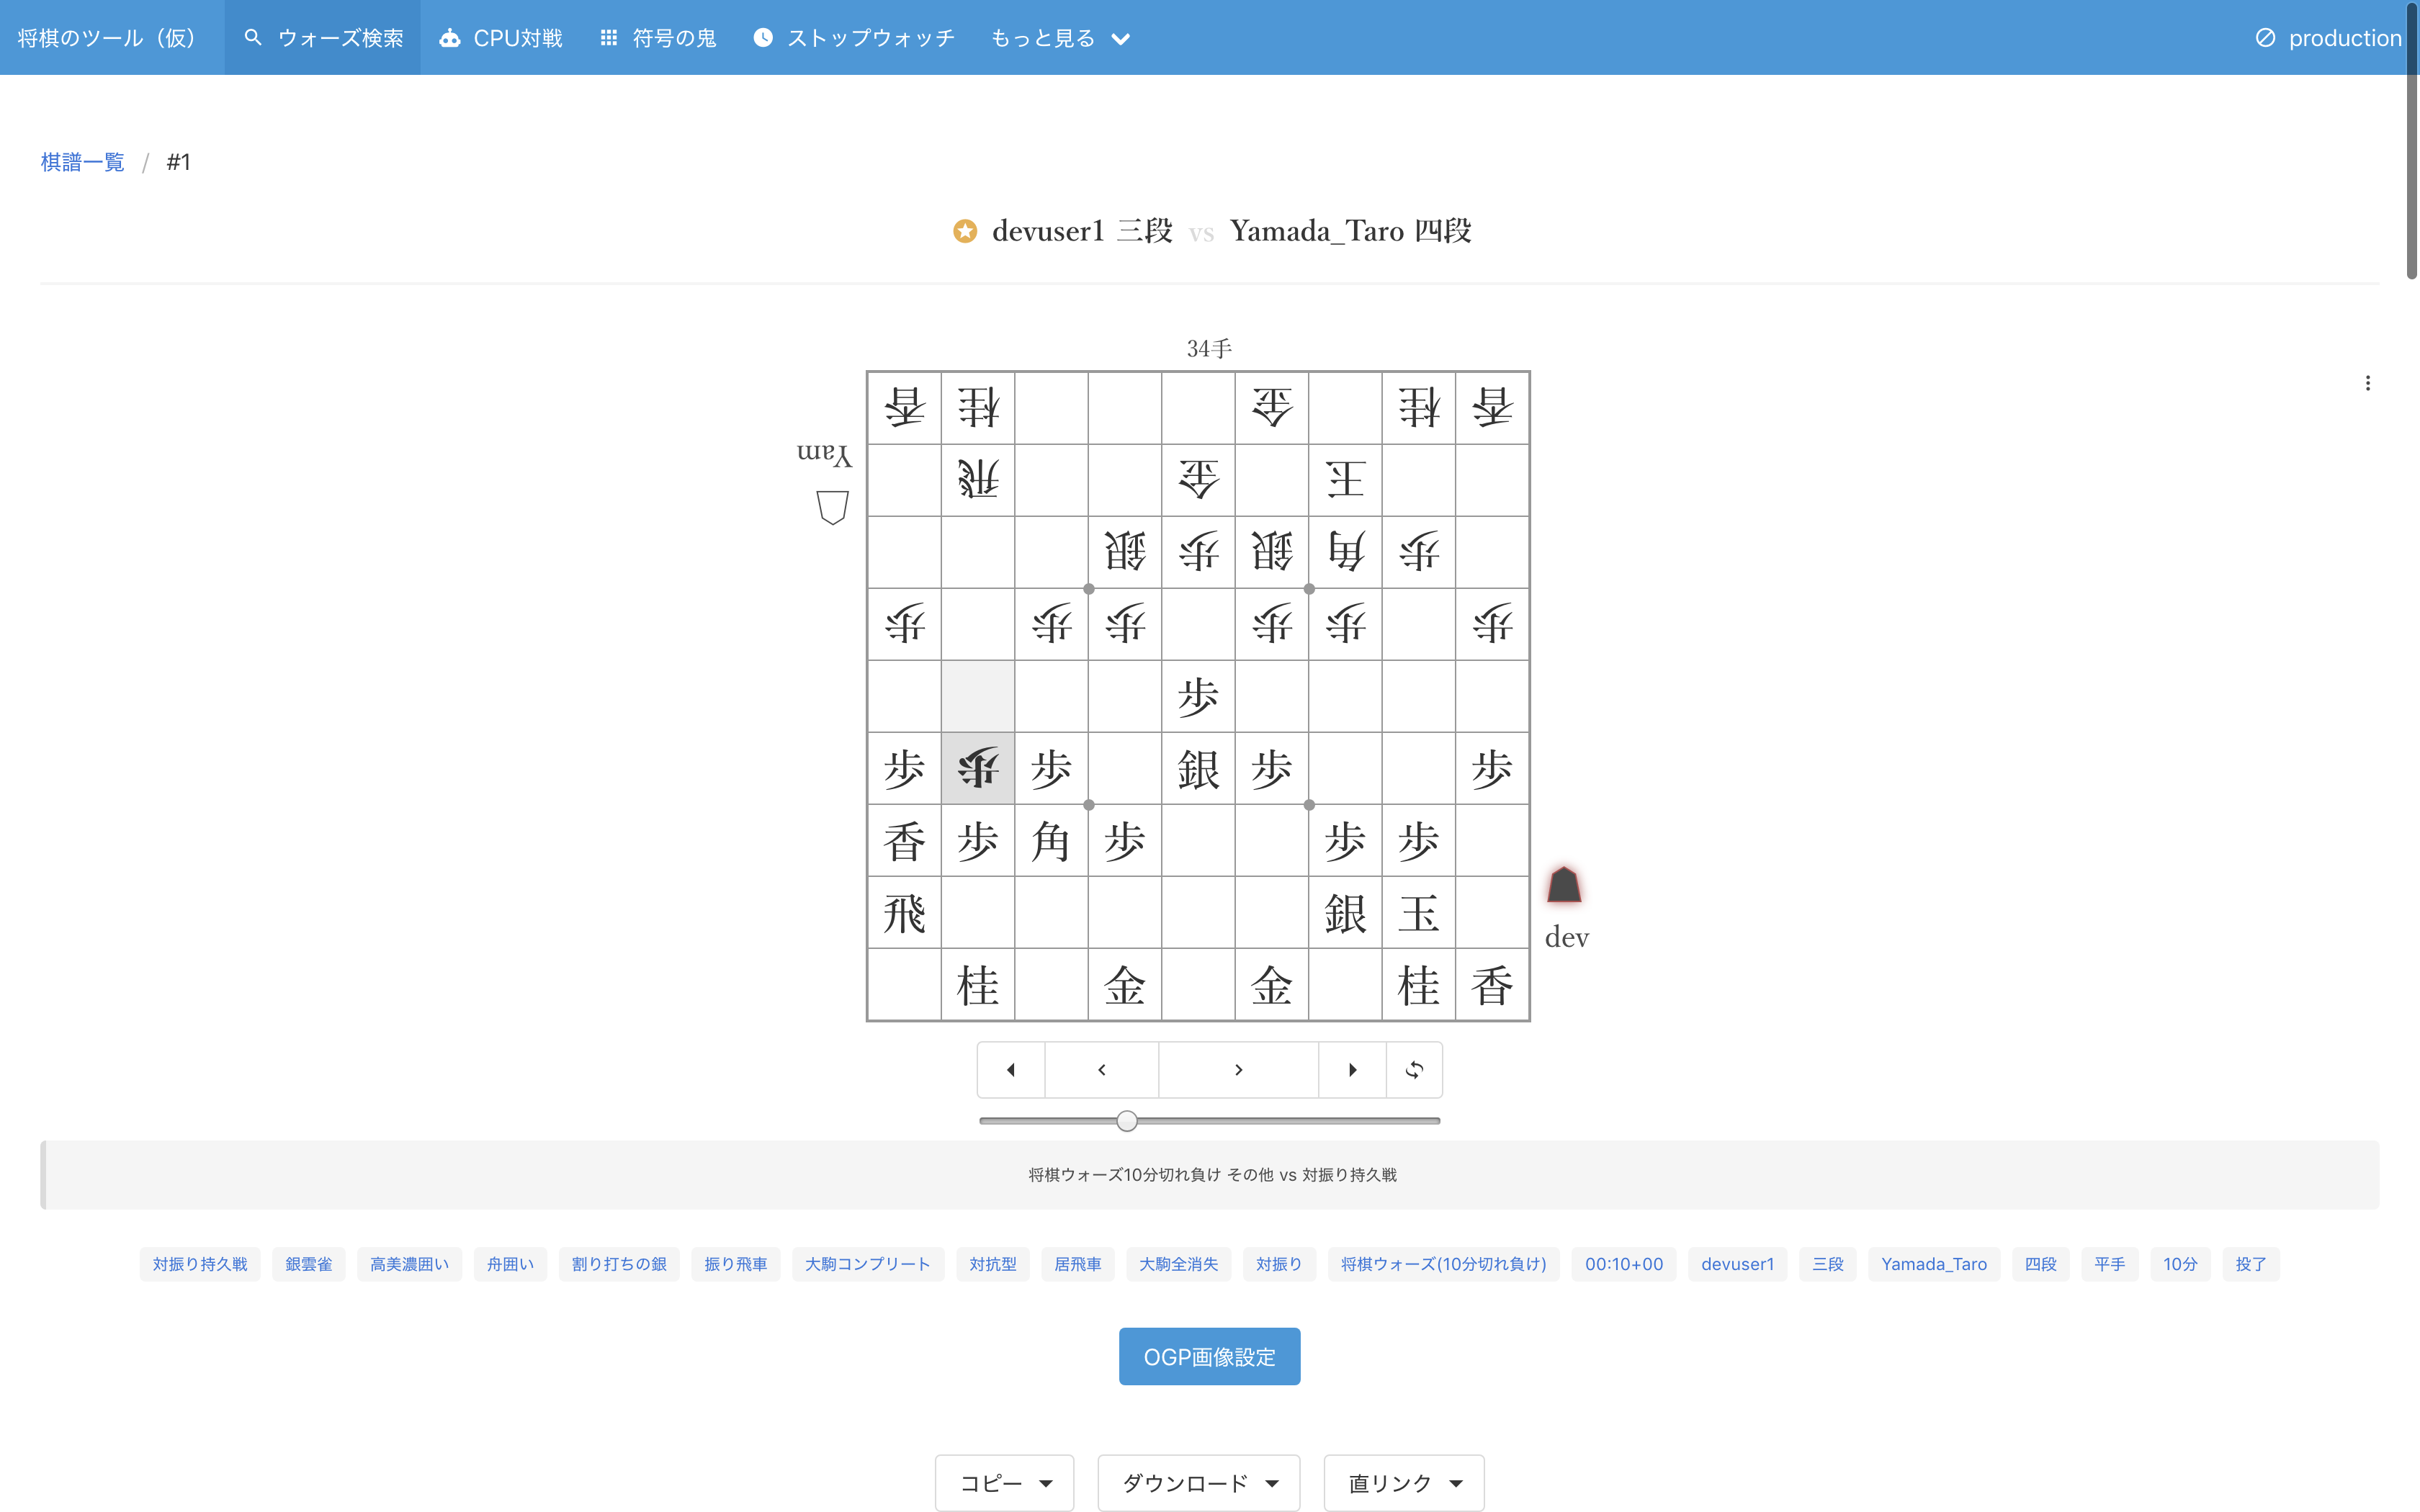 将棋のツール（仮） ウォーズ検索 CPU対戦 符号の鬼 ストップウォッチ もっと見る production
棋譜一覧 / #1
devuser1 三段 vs Yamada_Taro 四段
34手
香 桂 金 桂 香
Yam
飛 金 王
銀 歩 銀 角 歩
歩 歩 歩 歩 歩 歩
歩
歩 歩 歩 銀 歩 歩
香 歩 角 歩 歩 歩
飛 銀 玉
dev
桂 金 金 桂 香
将棋ウォーズ10分切れ負け その他 vs 対振り持久戦
対振り持久戦 銀雲雀 高美濃囲い 舟囲い 割り打ちの銀 振り飛車 大駒コンプリート 対抗型 居飛車 大駒全消失 対振り 将棋ウォーズ(10分切れ負け) 00:10+00 devuser1 三段 Yamada_Taro 四段 平手 10分 投了
OGP画像設定
コピー ダウンロード 直リンク